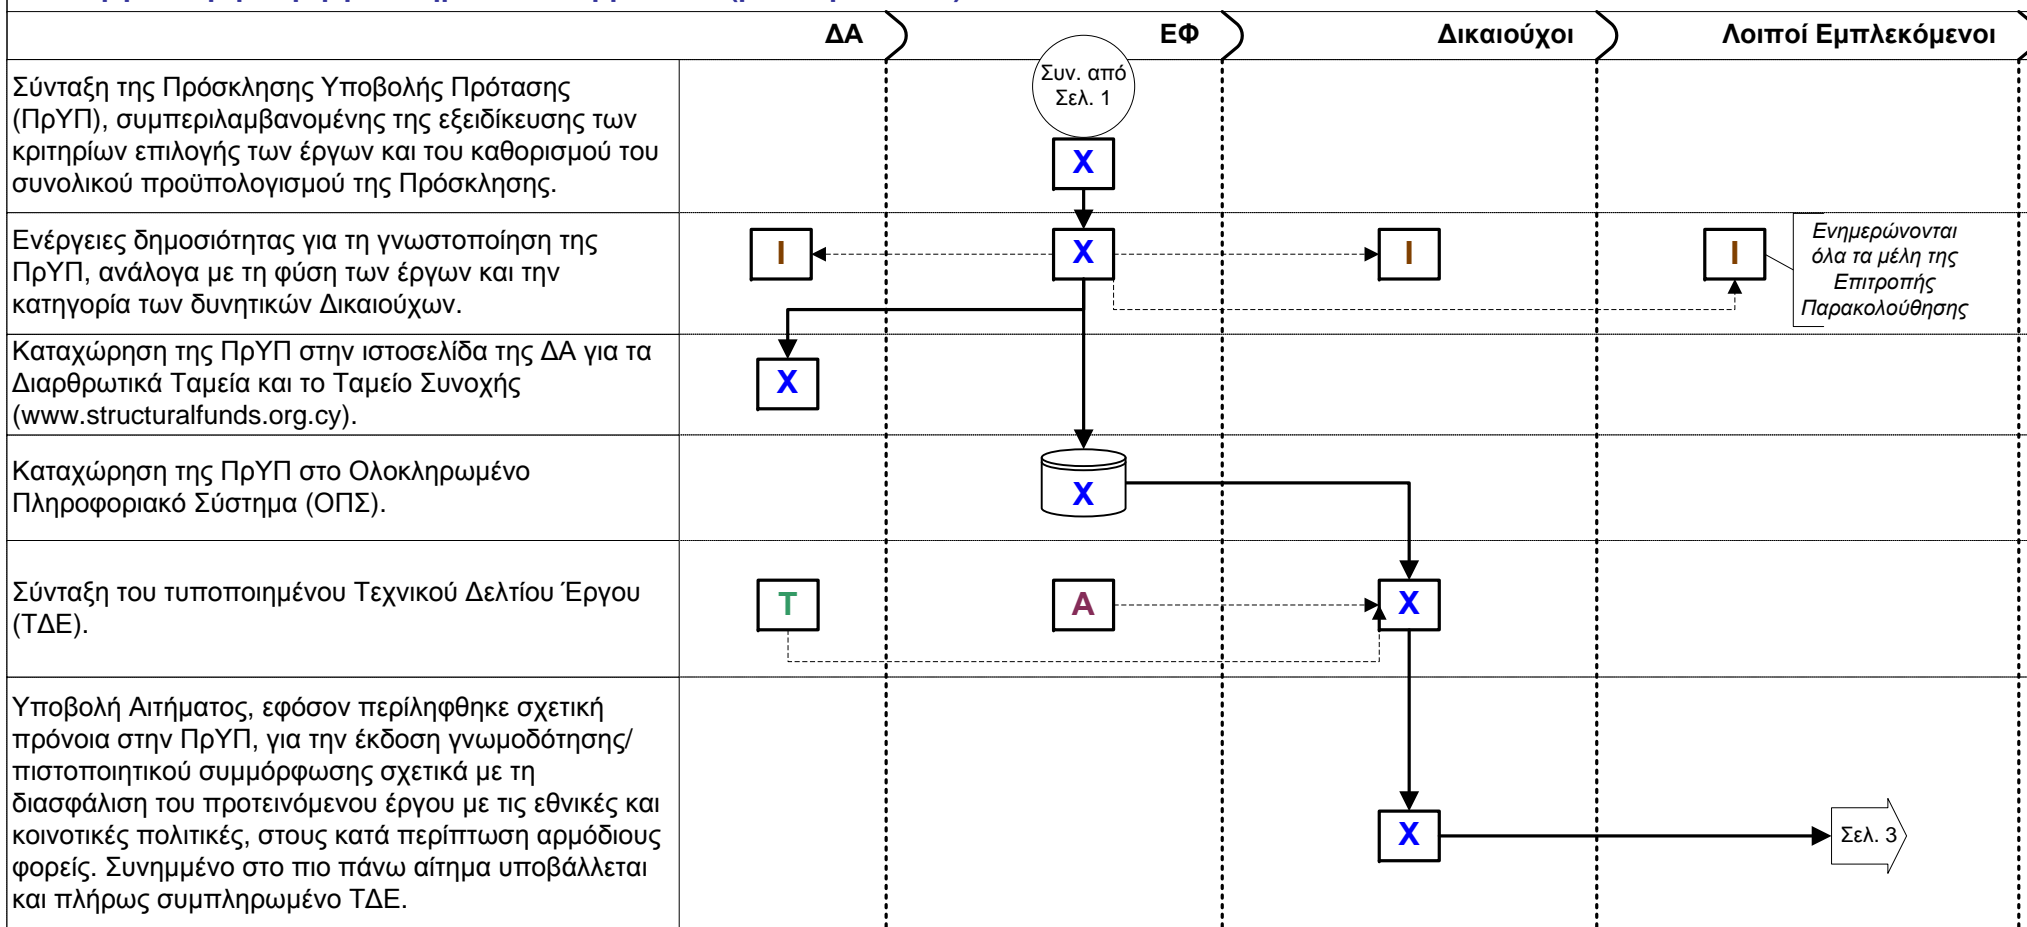 ΔΑ
ΕΦ
Δικαιούχοι
Λοιποί Εμπλεκόμενοι
Συν. από
Σελ. 1
Σύνταξη της Πρόσκλησης Υποβολής Πρότασης
(ΠρΥΠ), συμπεριλαμβανομένης της εξειδίκευσης των
κριτηρίων επιλογής των έργων και του καθορισμού του
συνολικού προϋπολογισμού της Πρόσκλησης.
X
Ενέργειες δημοσιότητας για τη γνωστοποίηση της
ΠρΥΠ, ανάλογα με τη φύση των έργων και την
κατηγορία των δυνητικών Δικαιούχων.
I
X
I
I
Ενημερώνονται
όλα τα μέλη της
Επιτροπής
Παρακολούθησης
Καταχώρηση της ΠρΥΠ στην ιστοσελίδα της ΔΑ για τα
Διαρθρωτικά Ταμεία και το Ταμείο Συνοχής
(www.structuralfunds.org.cy).
X
Καταχώρηση της ΠρΥΠ στο Ολοκληρωμένο
Πληροφοριακό Σύστημα (ΟΠΣ).
X
Σύνταξη του τυποποιημένου Τεχνικού Δελτίου Έργου
(ΤΔΕ).
T
A
X
Υποβολή Αιτήματος, εφόσον περίληφθηκε σχετική
πρόνοια στην ΠρΥΠ, για την έκδοση γνωμοδότησης/
πιστοποιητικού συμμόρφωσης σχετικά με τη
διασφάλιση του προτεινόμενου έργου με τις εθνικές και
κοινοτικές πολιτικές, στους κατά περίπτωση αρμόδιους
φορείς. Συνημμένο στο πιο πάνω αίτημα υποβάλλεται
και πλήρως συμπληρωμένο ΤΔΕ.
X
Σελ. 3